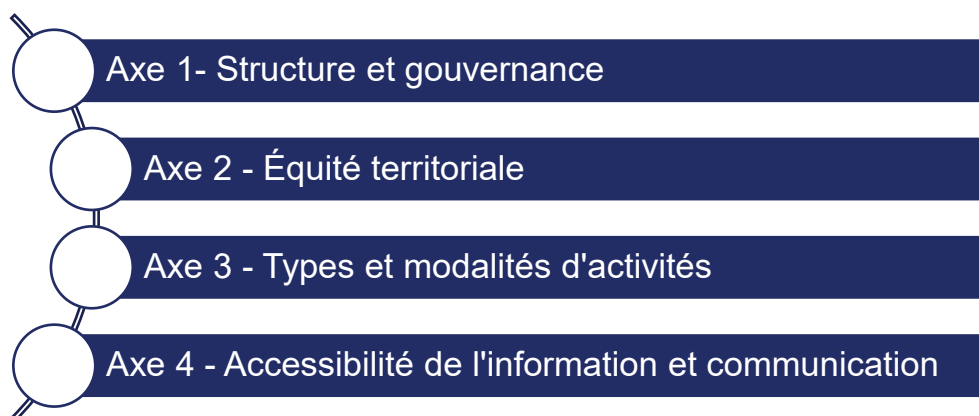 Axe 1- Structure et gouvernance
Axe 2 - Équité territoriale
Axe 3 - Types et modalités d'activités
Axe 4 - Accessibilité de l'information et communication